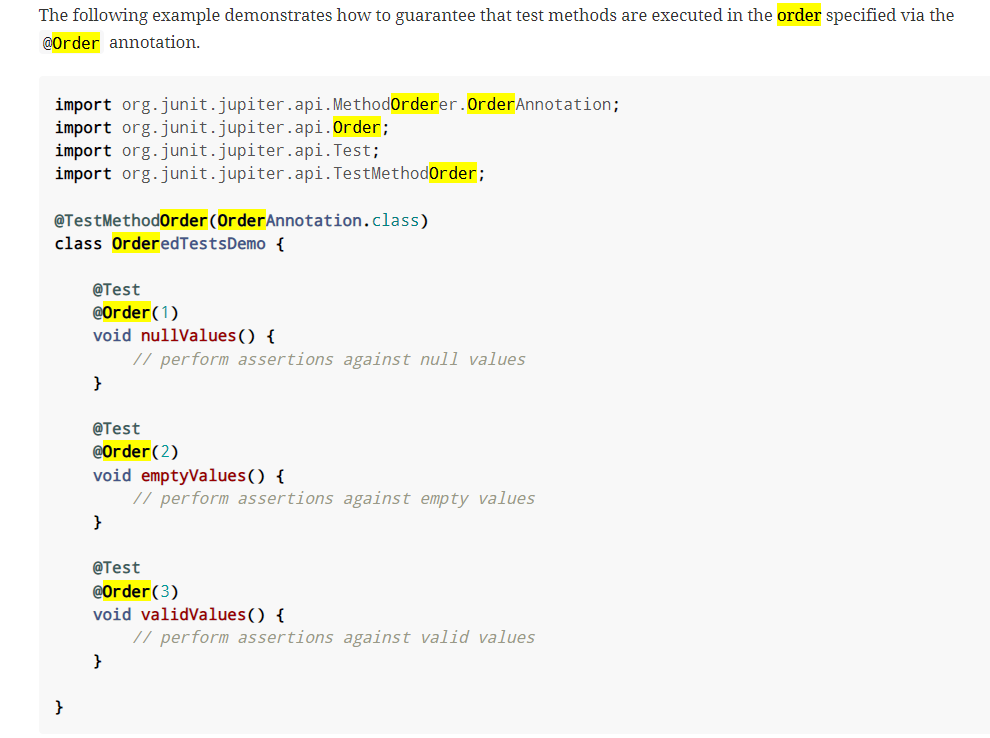 The following example demonstrates how to guarantee that test methods are executed in the order specified via the
@Order annotation.
import org.junit.jupiter.api.MethodOrderer.OrderAnnotation;
import org.junit.jupiter.api.Order;
import org.junit.jupiter.api.Test;
import org.junit.jupiter.api.TestMethodOrder;
@TestMethodOrder(OrderAnnotation.class)
class OrderedTestsDemo {
@Test
@Order(1)
void nullValues() {
// perform assertions against null values
}
@Test
@Order(2)
void emptyValues() {
// perform assertions against empty values
}
@Test
@Order(3)
void validValues() {
// perform assertions against valid values
}
}